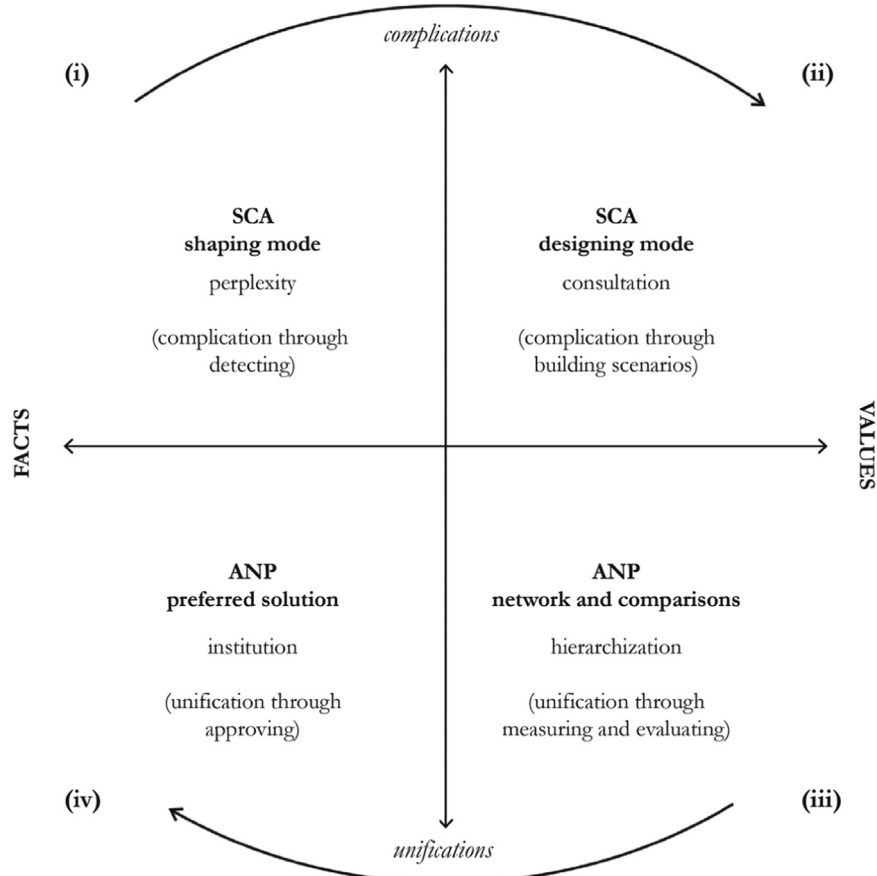 complications
(i)
(ii)
SCA
shaping mode
perplexity
(complication through
detecting)
SCA
designing mode
consultation
(complication through
building scenarios)
FACTS
VALUES
ANP
preferred solution
institution
(unification through
approving)
ANP
network and comparisons
hierarchization
(unification through
measuring and evaluating)
(iv)
(iii)
unifications